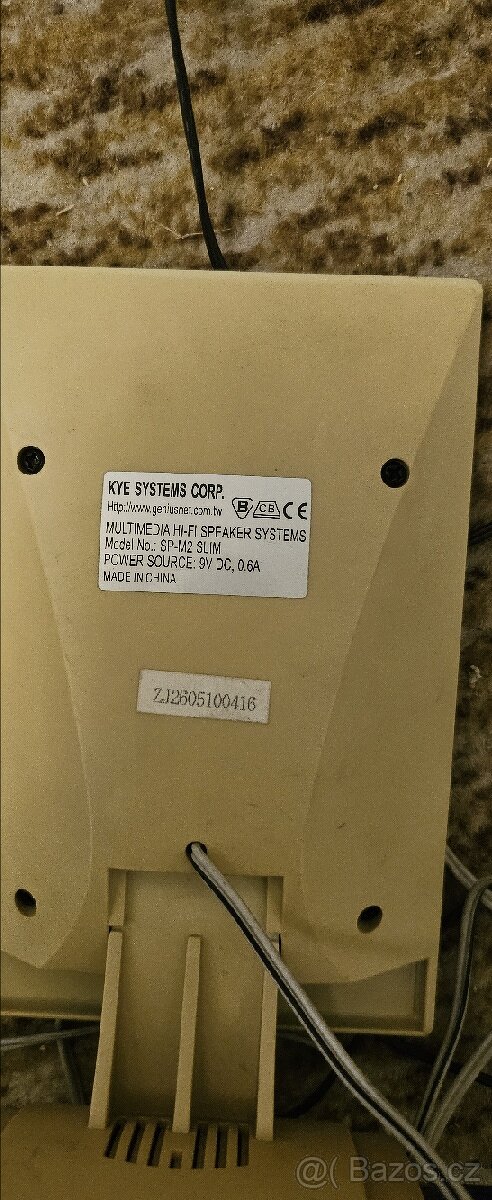 KYE SYSTEMS CORP.
Http://www.geniusnet.com.tw B CB CE
MULTIMEDIA HI-FI SPEAKER SYSTEMS
Model No.: SP-M2 SLIM
POWER SOURCE: 9V DC, 0.6A
MADE IN CHINA
ZJ2605100416
@( Bazos.cz